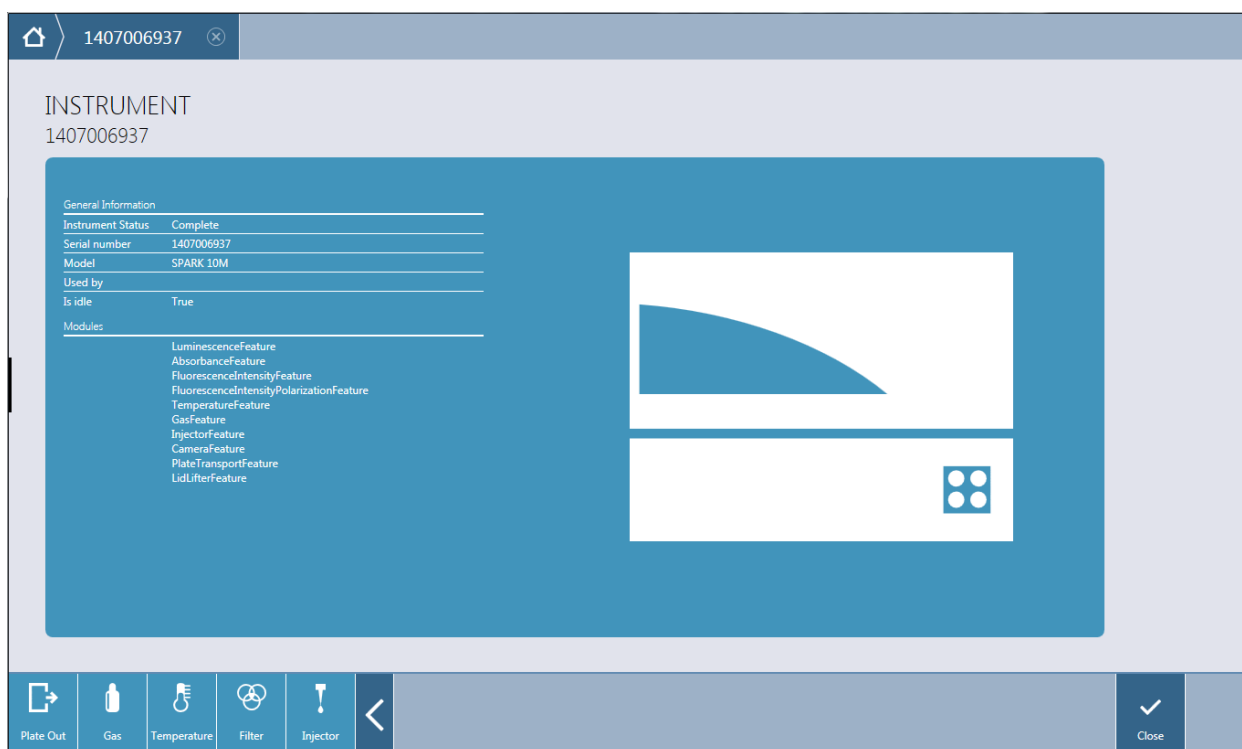 1407006937
INSTRUMENT
1407006937
General Information
Instrument Status Complete
Serial number 1407006937
Model SPARK 10M
Used by
Is idle True
Modules
LuminescenceFeature
AbsorbanceFeature
FluorescenceIntensityFeature
FluorescenceIntensityPolarizationFeature
TemperatureFeature
GasFeature
InjectorFeature
CameraFeature
PlateTransportFeature
LidLifterFeature
Plate Out Gas Temperature Filter Injector Close